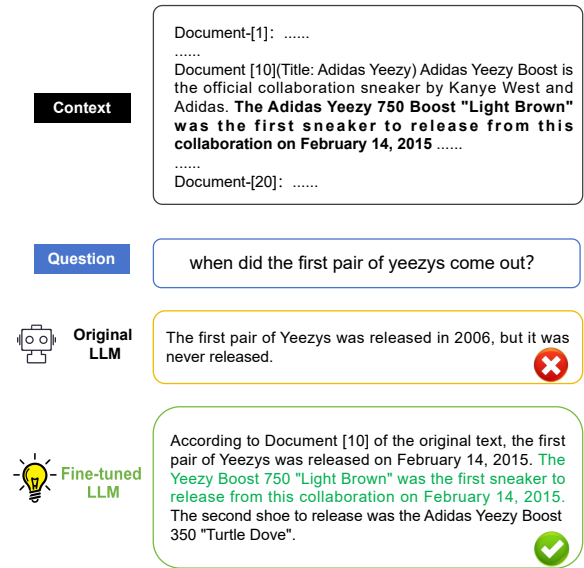 Document-[1]: ......
......
Document [10](Title: Adidas Yeezy) Adidas Yeezy Boost is
the official collaboration sneaker by Kanye West and
Adidas. The Adidas Yeezy 750 Boost "Light Brown"
was the first sneaker to release from this
collaboration on February 14, 2015 ......
......
Document-[20]: ......
Context
Question
when did the first pair of yeezys come out?
Original
LLM
The first pair of Yeezys was released in 2006, but it was
never released.
Fine-tuned
LLM
According to Document [10] of the original text, the first
pair of Yeezys was released on February 14, 2015. The
Yeezy Boost 750 "Light Brown" was the first sneaker to
release from this collaboration on February 14, 2015.
The second shoe to release was the Adidas Yeezy Boost
350 "Turtle Dove".